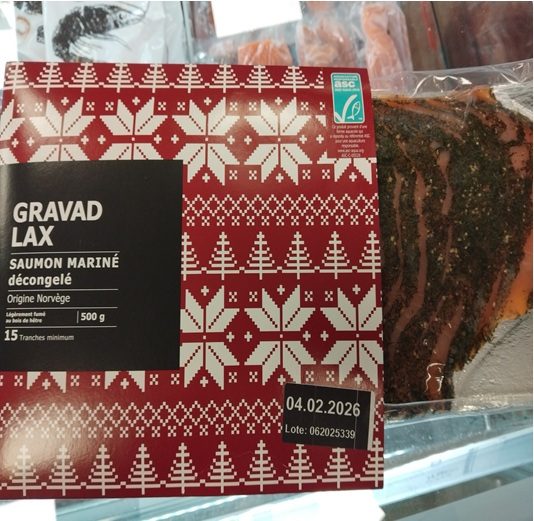 asc
GRAVAD
LAX
SAUMON MARINÉ
décongelé
Origine Norvège
Légèrement fumé
au bois de hêtre
500 g
15 Tranches minimum
04.02.2026
Lote: 062025339